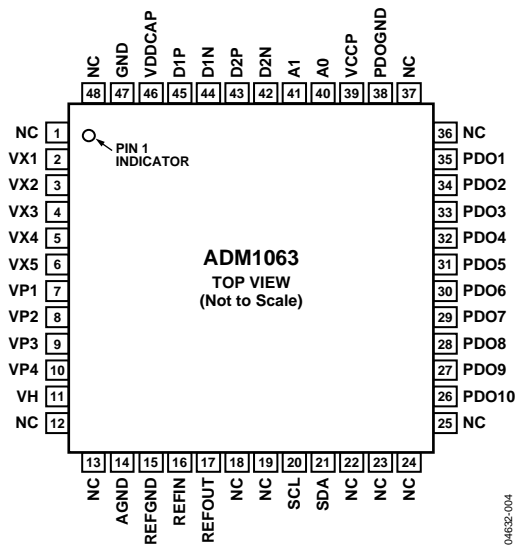 NC GND VDDCAP D1P D1N D2P D2N A1 A0 VCCP PDOGND NC
48 47 46 45 44 43 42 41 40 39 38 37
NC 1
VX1 2
VX2 3
VX3 4
VX4 5
VX5 6
VP1 7
VP2 8
VP3 9
VP4 10
VH 11
NC 12
PIN 1
INDICATOR
ADM1063
TOP VIEW
(Not to Scale)
36 NC
35 PDO1
34 PDO2
33 PDO3
32 PDO4
31 PDO5
30 PDO6
29 PDO7
28 PDO8
27 PDO9
26 PDO10
25 NC
13 14 15 16 17 18 19 20 21 22 23 24
NC AGND REFGND REFIN REFOUT NC NC SCL SDA NC NC NC
04632-004